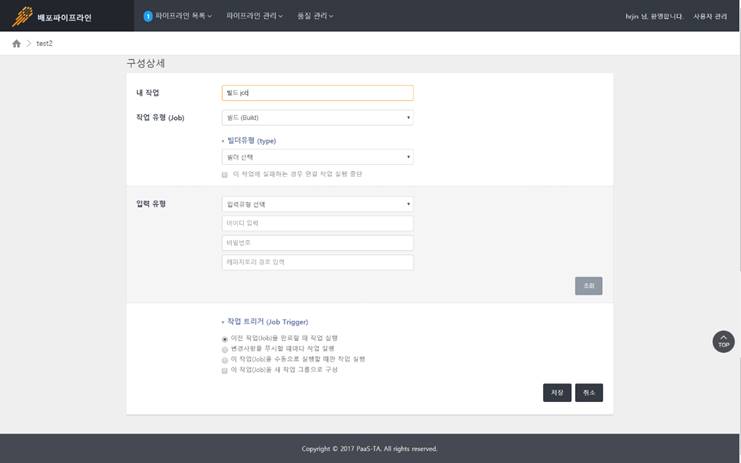 배포파이프라인
1 파이프라인 목록
파이프라인 관리
품질 관리
hrjin 님, 환영합니다.
사용자 관리
test2
구성상세
내 작업
빌드 job
작업 유형 (Job)
빌드 (Build)
빌더유형 (type)
빌더 선택
이 작업에 실패하는 경우 연결 작업 실행 중단
입력 유형
입력유형 선택
아이디 입력
비밀번호
레파지토리 경로 입력
조회
작업 트리거 (Job Trigger)
이전 작업(Job)을 완료할 때 작업 실행
변경사항을 푸시할 때마다 작업 실행
이 작업(Job)을 수동으로 실행할 때만 작업 실행
이 작업(Job)을 새 작업 그룹으로 구성
TOP
저장
취소
Copyright © 2017 PaaS-TA, All rights reserved.